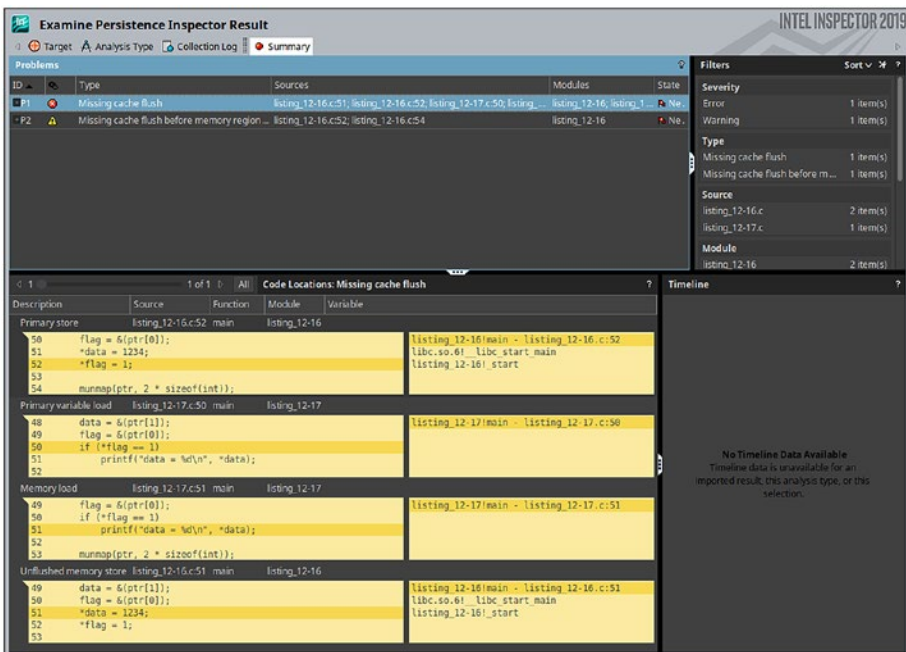 Examine Persistence Inspector Result
INTEL INSPECTOR 2019
Target Analysis Type Collection Log Summary
Problems
ID Type Sources Modules State
P1 Missing cache flush listing_12-16.c:51; listing_12-16.c:52; listing_12-17.c:50; listing_... listing_12-16; listing_1... Ne.
P2 Missing cache flush before memory region ... listing_12-16.c:52; listing_12-16.c:54 listing_12-16 Ne.
Filters Sort ?
Severity
Error 1 item(s)
Warning 1 item(s)
Type
Missing cache flush 1 item(s)
Missing cache flush before m... 1 item(s)
Source
listing_12-16.c 2 item(s)
listing_12-17.c 1 item(s)
Module
listing_12-16 2 item(s)
1 1 of 1 All Code Locations: Missing cache flush ?
Description Source Function Module Variable
Primary store listing_12-16.c:52 main listing_12-16
50 flag = &(ptr[0]);
51 *data = 1234;
52 *flag = 1;
53
54 munmap(ptr, 2 * sizeof(int));
listing_12-16!main - listing_12-16.c:52
libc.so.6!__libc_start_main
listing_12-16!_start
Primary variable load listing_12-17.c:50 main listing_12-17
48 data = &(ptr[1]);
49 flag = &(ptr[0]);
50 if (*flag == 1)
51 printf("data = %d\n", *data);
52
listing_12-17!main - listing_12-17.c:50
Memory load listing_12-17.c:51 main listing_12-17
49 flag = &(ptr[0]);
50 if (*flag == 1)
51 printf("data = %d\n", *data);
52
53 munmap(ptr, 2 * sizeof(int));
listing_12-17!main - listing_12-17.c:51
Unflushed memory store listing_12-16.c:51 main listing_12-16
49 data = &(ptr[1]);
50 flag = &(ptr[0]);
51 *data = 1234;
52 *flag = 1;
53
listing_12-16!main - listing_12-16.c:51
libc.so.6!__libc_start_main
listing_12-16!_start
Timeline ?
No Timeline Data Available
Timeline data is unavailable for an
imported result, this analysis type, or this
selection.